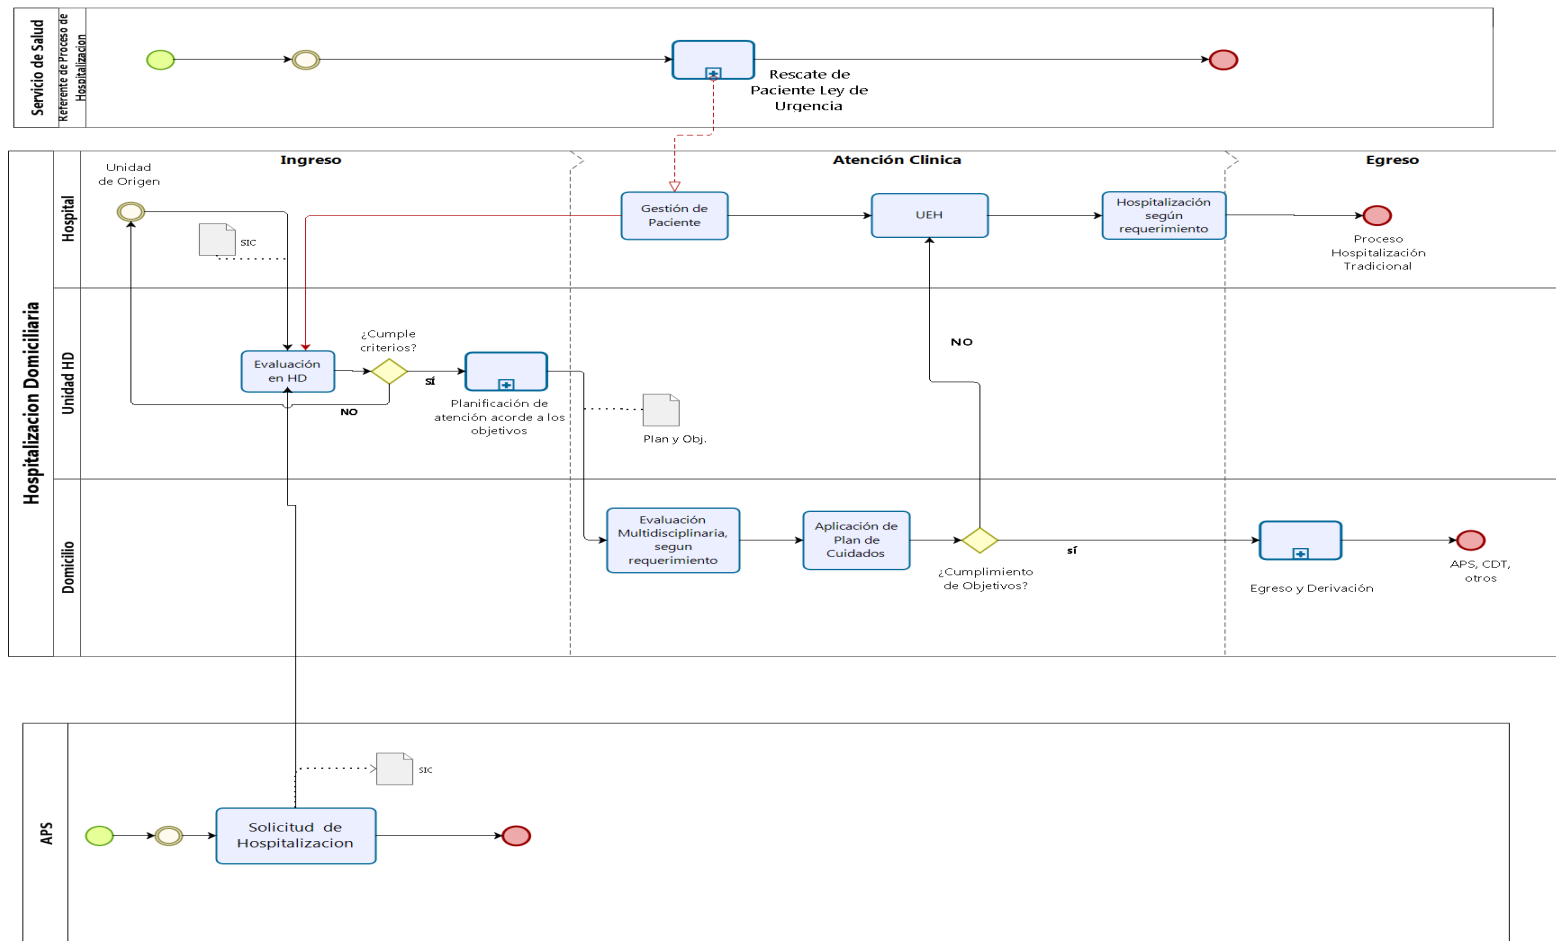 Servicio de Salud
Referente de Proceso de
Hospitalizacion
Rescate de
Paciente Ley de
Urgencia
Hospitalizacion Domiciliaria
Ingreso
Atención Clinica
Egreso
Hospital
Unidad
de Origen
SIC
Gestión de
Paciente
UEH
Hospitalización
según
requerimiento
Proceso
Hospitalización
Tradicional
Unidad HD
Evaluación
en HD
¿Cumple
criterios?
SÍ
NO
Planificación de
atención acorde a los
objetivos
Plan y Obj.
NO
Domicilio
Evaluación
Multidisciplinaria,
segun
requerimiento
Aplicación de
Plan de
Cuidados
¿Cumplimiento
de Objetivos?
sí
Egreso y Derivación
APS, CDT,
otros
APS
SIC
Solicitud de
Hospitalizacion